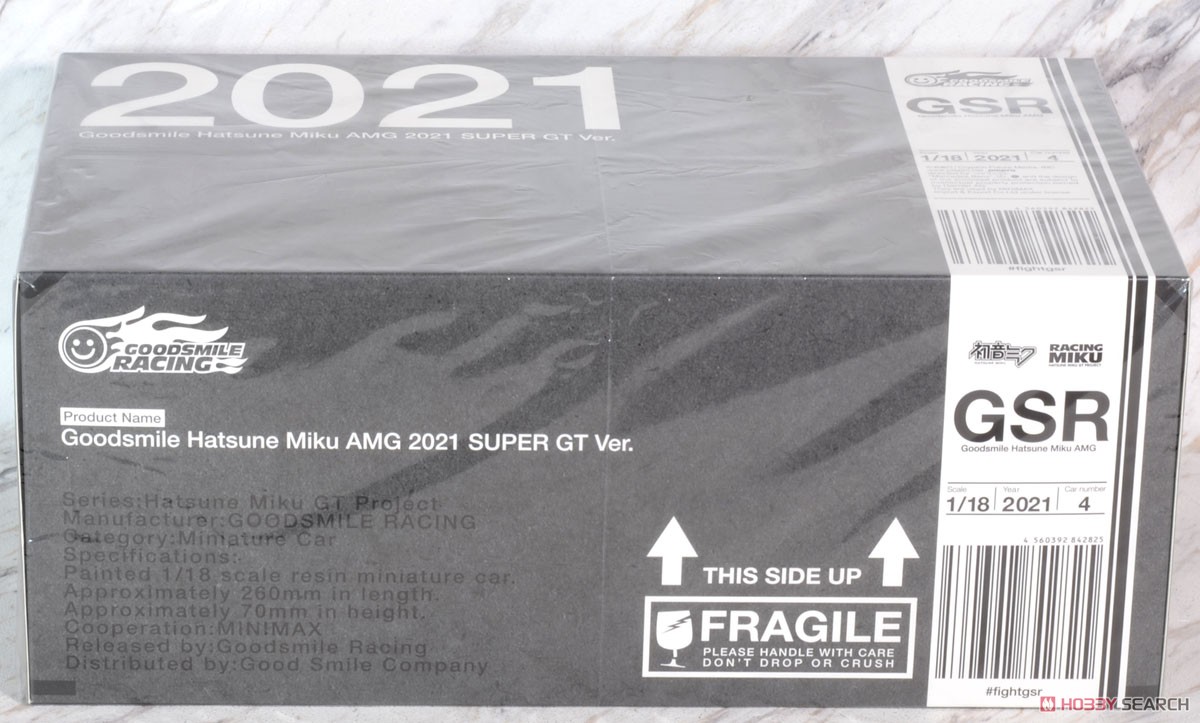 2021
Goodsmile Hatsune Miku AMG 2021 SUPER GT Ver.
GOODSMILE
RACING
GSR
1/18 2021 4
#fightgsr
GOODSMILE
RACING
Product Name
Goodsmile Hatsune Miku AMG 2021 SUPER GT Ver.
Series:Hatsune Miku GT Project
Manufacturer:GOODSMILE RACING
Category:Miniature Car
Specifications:
Painted 1/18 scale resin miniature car.
Approximately 260mm in length.
Approximately 70mm in height.
Cooperation:MINIMAX
Released by:Goodsmile Racing
Distributed by:Good Smile Company
THIS SIDE UP
FRAGILE
PLEASE HANDLE WITH CARE
DON'T DROP OR CRUSH
初音ミク
RACING
MIKU
GSR
Goodsmile Hatsune Miku AMG
Scale Year Car number
1/18 2021 4
4 560392 842825
#fightgsr
HOBBY SEARCH